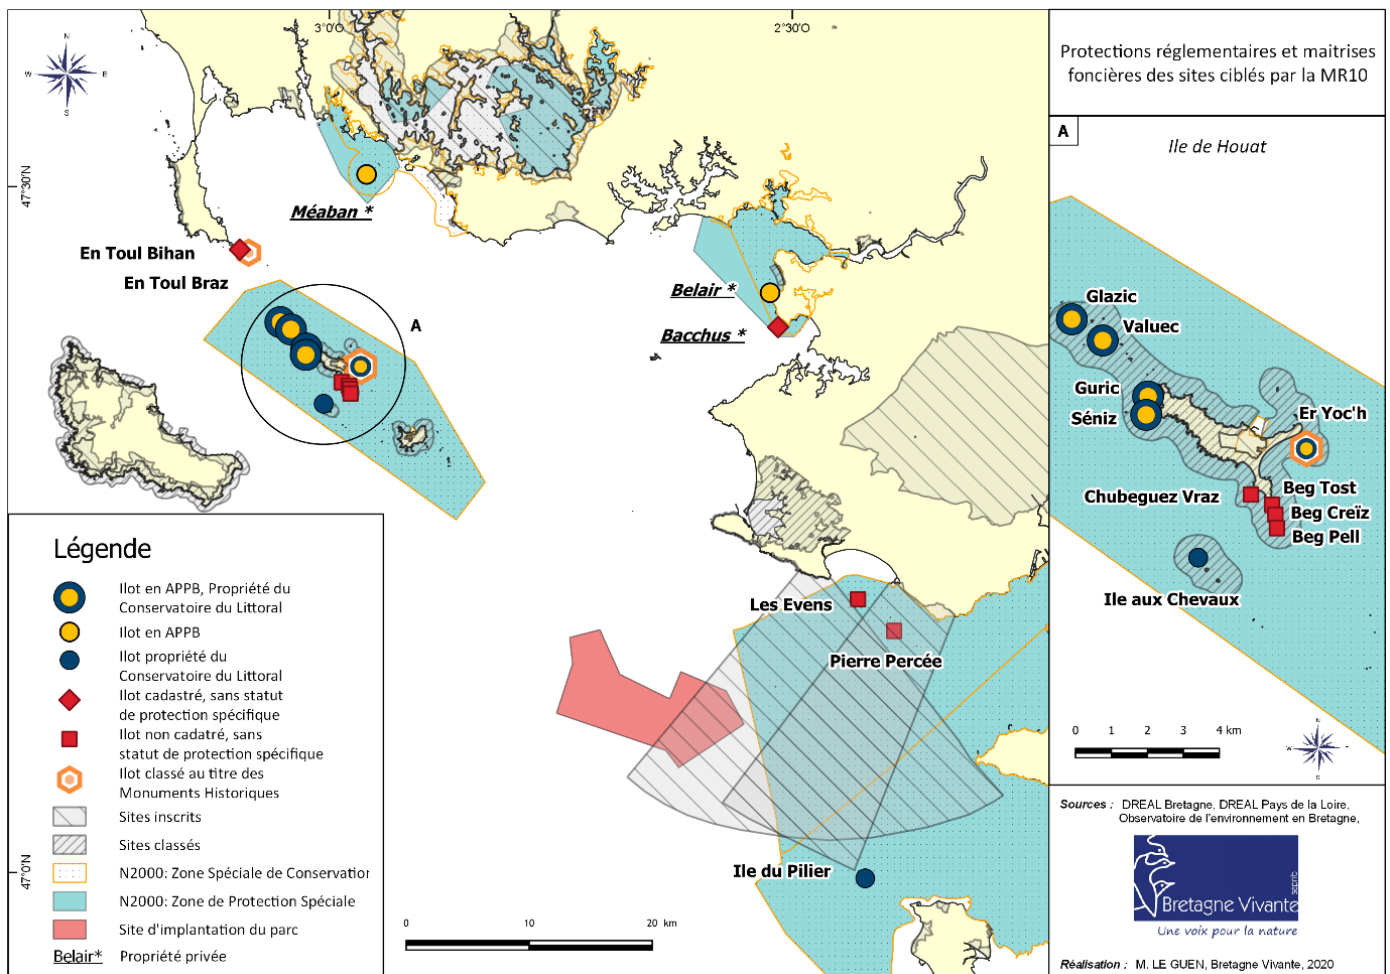 3°0'0
2°30'0
47°30'N
47°0'N
N
W
E
S
Méaban *
En Toul Bihan
En Toul Braz
A
Belair *
Bacchus *
Les Evens
Pierre Percée
Ile du Pilier
0 10 20 km
Légende
Ilot en APPB, Propriété du
Conservatoire du Littoral
Ilot en APPB
Ilot propriété du
Conservatoire du Littoral
Ilot cadastré, sans statut
de protection spécifique
Ilot non cadatré, sans
statut de protection spécifique
Ilot classé au titre des
Monuments Historiques
Sites inscrits
Sites classés
N2000: Zone Spéciale de Conservation
N2000: Zone de Protection Spéciale
Site d'implantation du parc
Belair* Propriété privée
Protections réglementaires et maitrises
foncières des sites ciblés par la MR10
A
Ile de Houat
Glazic
Valuec
Guric
Séniz
Er Yoc'h
Chubeguez Vraz
Beg Tost
Beg Creïz
Beg Pell
Ile aux Chevaux
0 1 2 3 4 km
N
W
E
S
Sources : DREAL Bretagne, DREAL Pays de la Loire,
Observatoire de l'environnement en Bretagne,
Bretagne Vivante
sepnb
Une voix pour la nature
Réalisation : M. LE GUEN, Bretagne Vivante, 2020